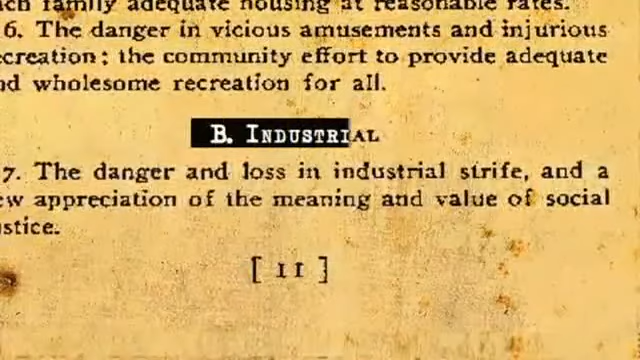 ach family adequate housing at reasonable rates.
6. The danger in vicious amusements and injurious
ecreation; the community effort to provide adequate
nd wholesome recreation for all.
B. INDUSTRIAL
7. The danger and loss in industrial strife, and a
ew appreciation of the meaning and value of social
ustice.
[ 11 ]